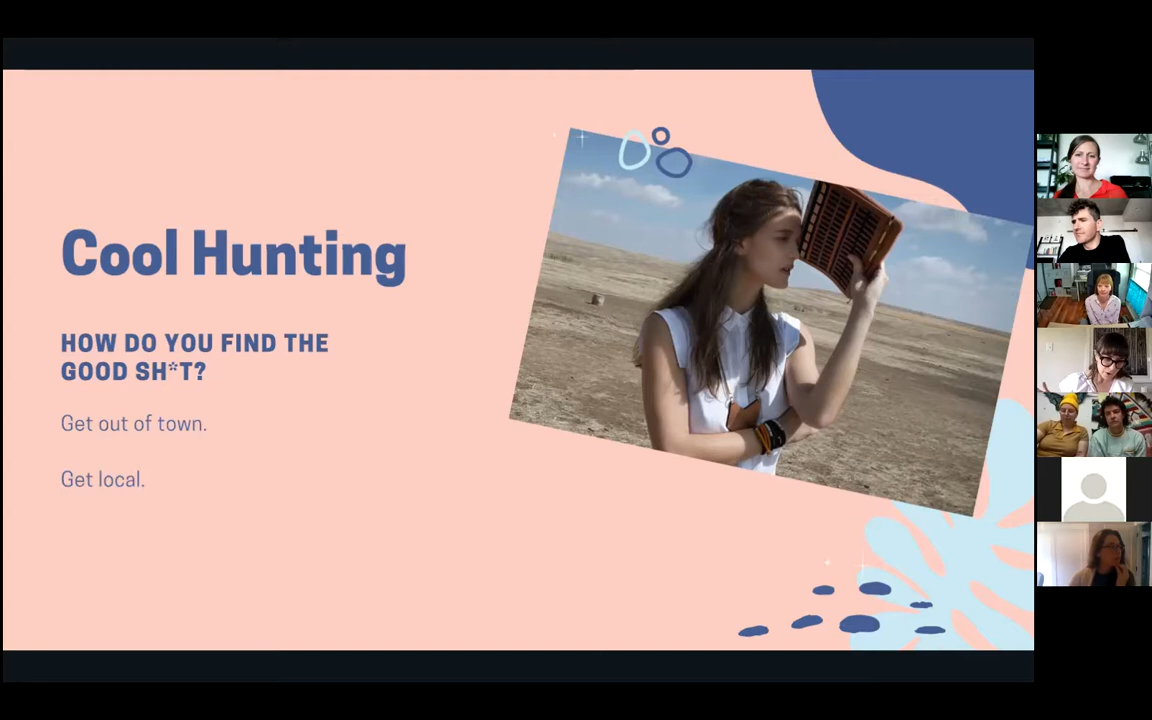 Cool Hunting
HOW DO YOU FIND THE
GOOD SH*T?
Get out of town.
Get local.